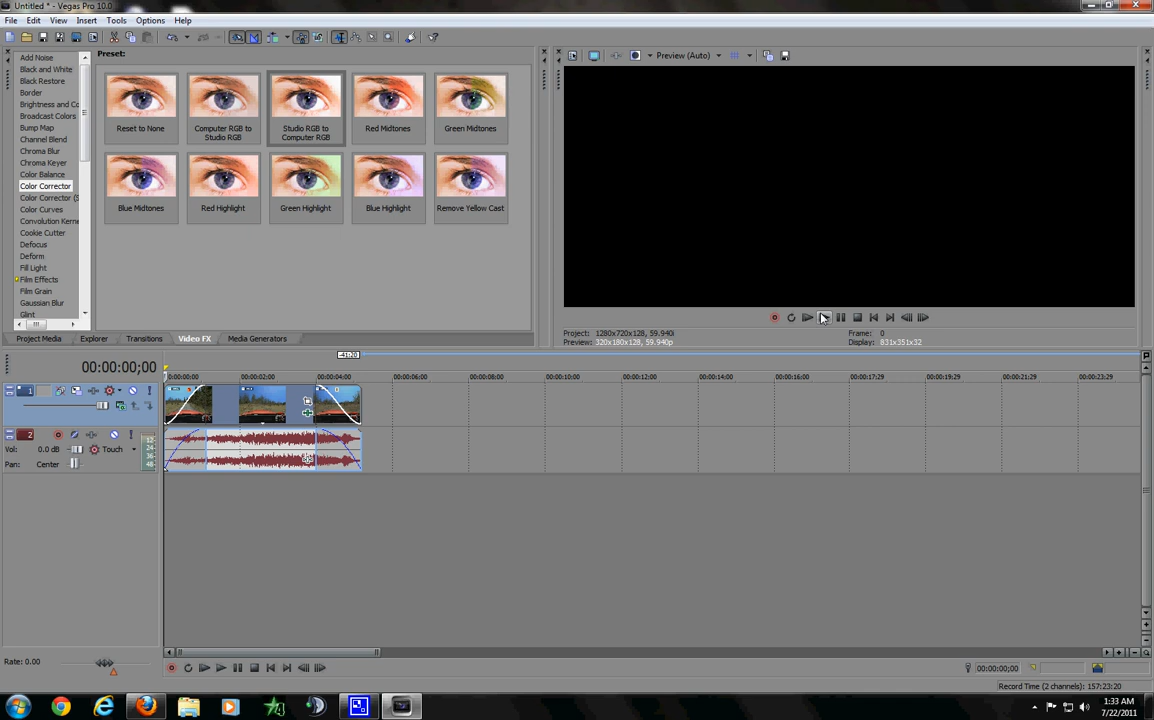 Untitled * - Vegas Pro 10.0
File Edit View Insert Tools Options Help
Preset:
Preview (Auto)
Add Noise
Black and White
Black Restore
Border
Brightness and Co
Broadcast Colors
Bump Map
Channel Blend
Chroma Blur
Chroma Keyer
Color Balance
Color Corrector
Color Corrector (S
Color Curves
Convolution Kerne
Cookie Cutter
Defocus
Deform
Fill Light
Film Effects
Film Grain
Gaussian Blur
Glint
Reset to None
Computer RGB to Studio RGB
Studio RGB to Computer RGB
Red Midtones
Green Midtones
Blue Midtones
Red Highlight
Green Highlight
Blue Highlight
Remove Yellow Cast
Project: 1280x720x128, 59.940i
Preview: 320x180x128, 59.940p
Frame: 0
Display: 831x351x32
Project Media Explorer Transitions Video FX Media Generators
-41:20
00:00:00;00
0:00:00:00 00:00:02:00 00:00:04:00 00:00:06:00 00:00:08:00 00:00:10:00 00:00:12:00 00:00:14:00 00:00:16:00 00:00:17:29 00:00:19:29 00:00:21:29 00:00:23:29
1
2
Vol: 0.0 dB Touch
Pan: Center
12
24
36
48
Rate: 0.00
00:00:00;00
Record Time (2 channels): 157:23:20
1:33 AM
7/22/2011